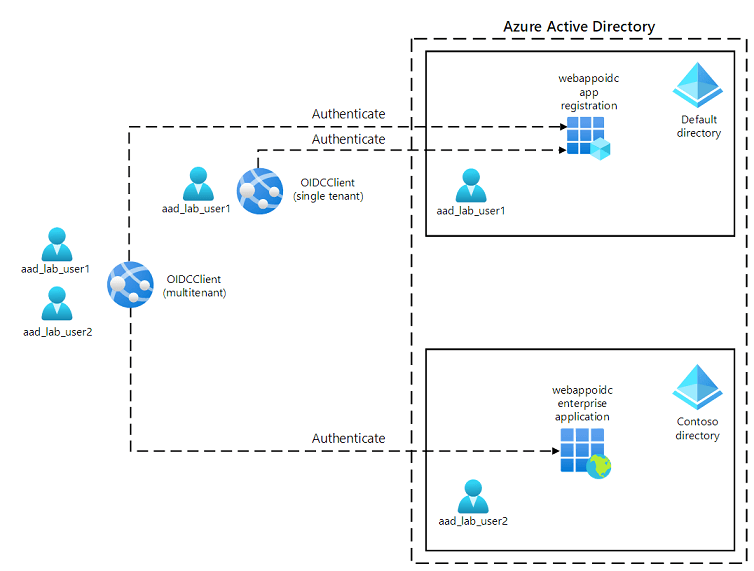 Azure Active Directory
webappoidc
app
registration
Default
directory
Authenticate
Authenticate
OIDCClient
(single tenant)
aad_lab_user1
aad_lab_user1
aad_lab_user1
OIDCClient
(multitenant)
aad_lab_user2
webappoidc
enterprise
application
Contoso
directory
Authenticate
aad_lab_user2